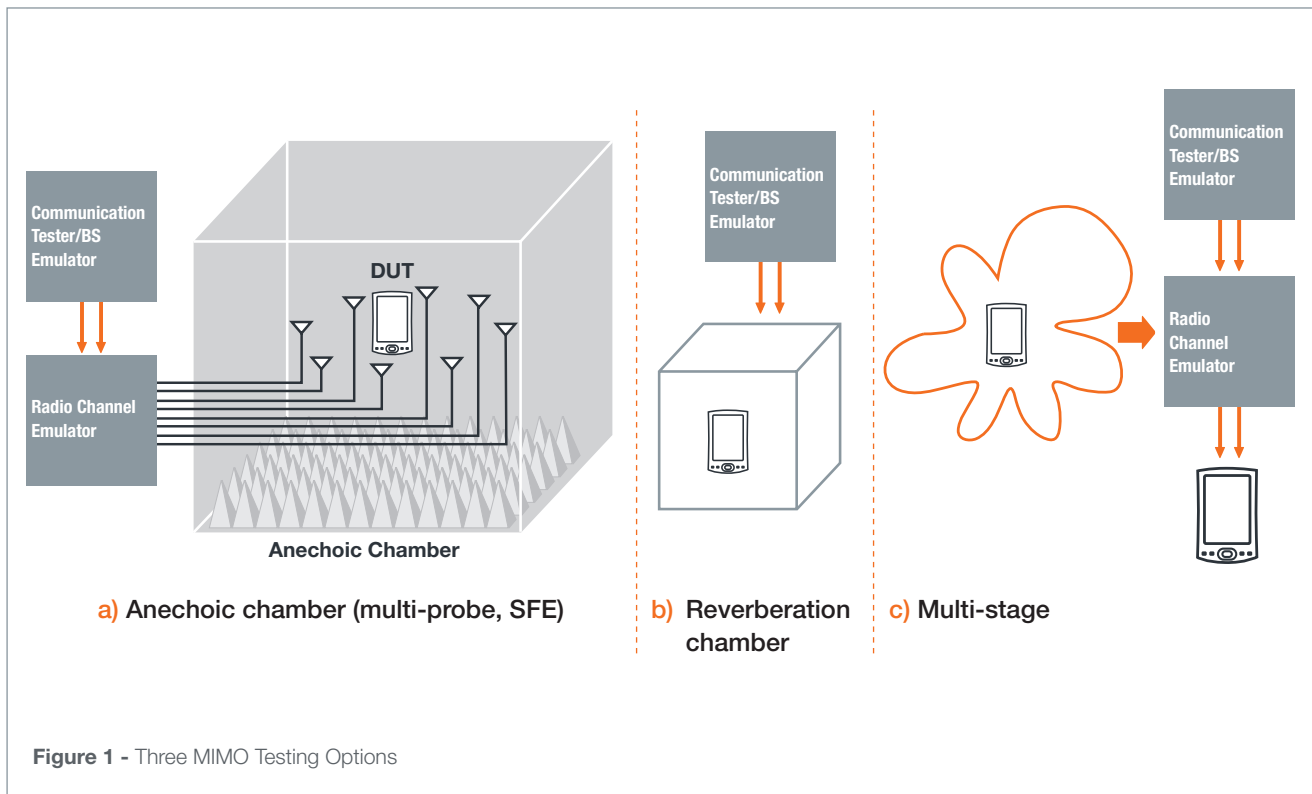 Communication
Tester/BS
Emulator
Radio Channel
Emulator
DUT
Anechoic Chamber
a) Anechoic chamber (multi-probe, SFE)
Communication
Tester/BS
Emulator
b) Reverberation
chamber
Communication
Tester/BS
Emulator
Radio
Channel
Emulator
c) Multi-stage
Figure 1 - Three MIMO Testing Options